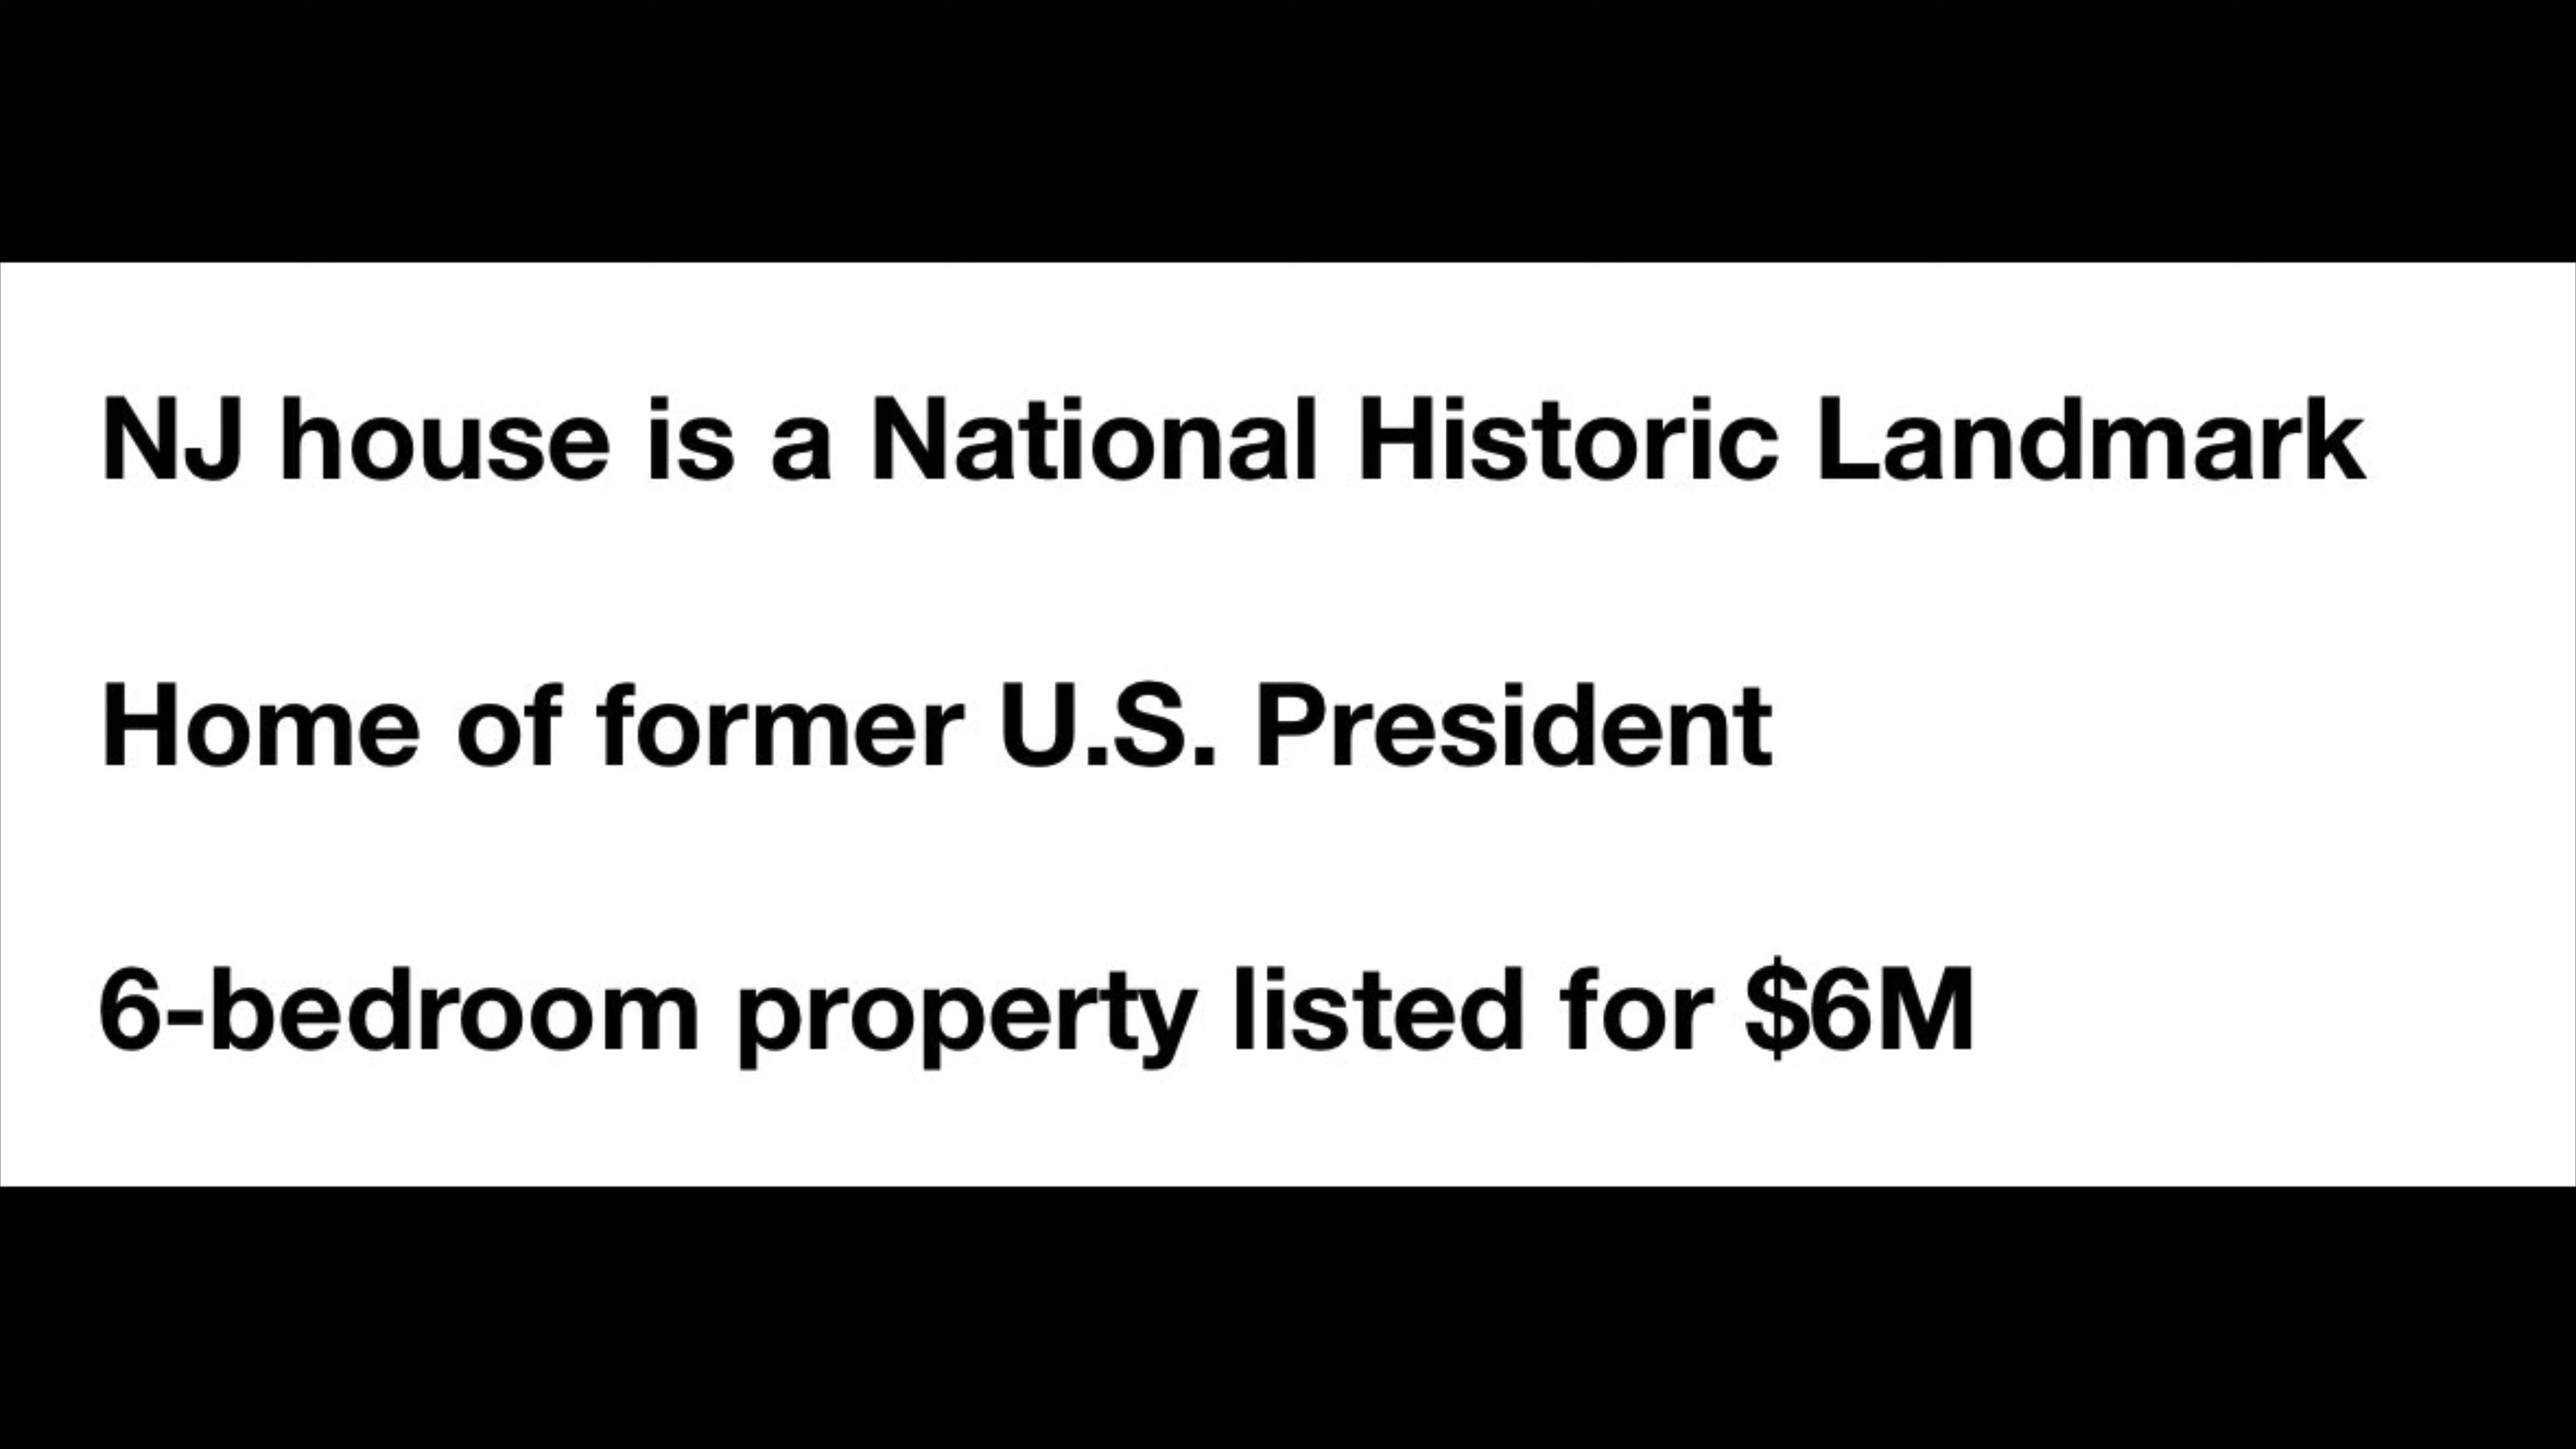 NJ house is a National Historic Landmark
Home of former U.S. President
6-bedroom property listed for $6M